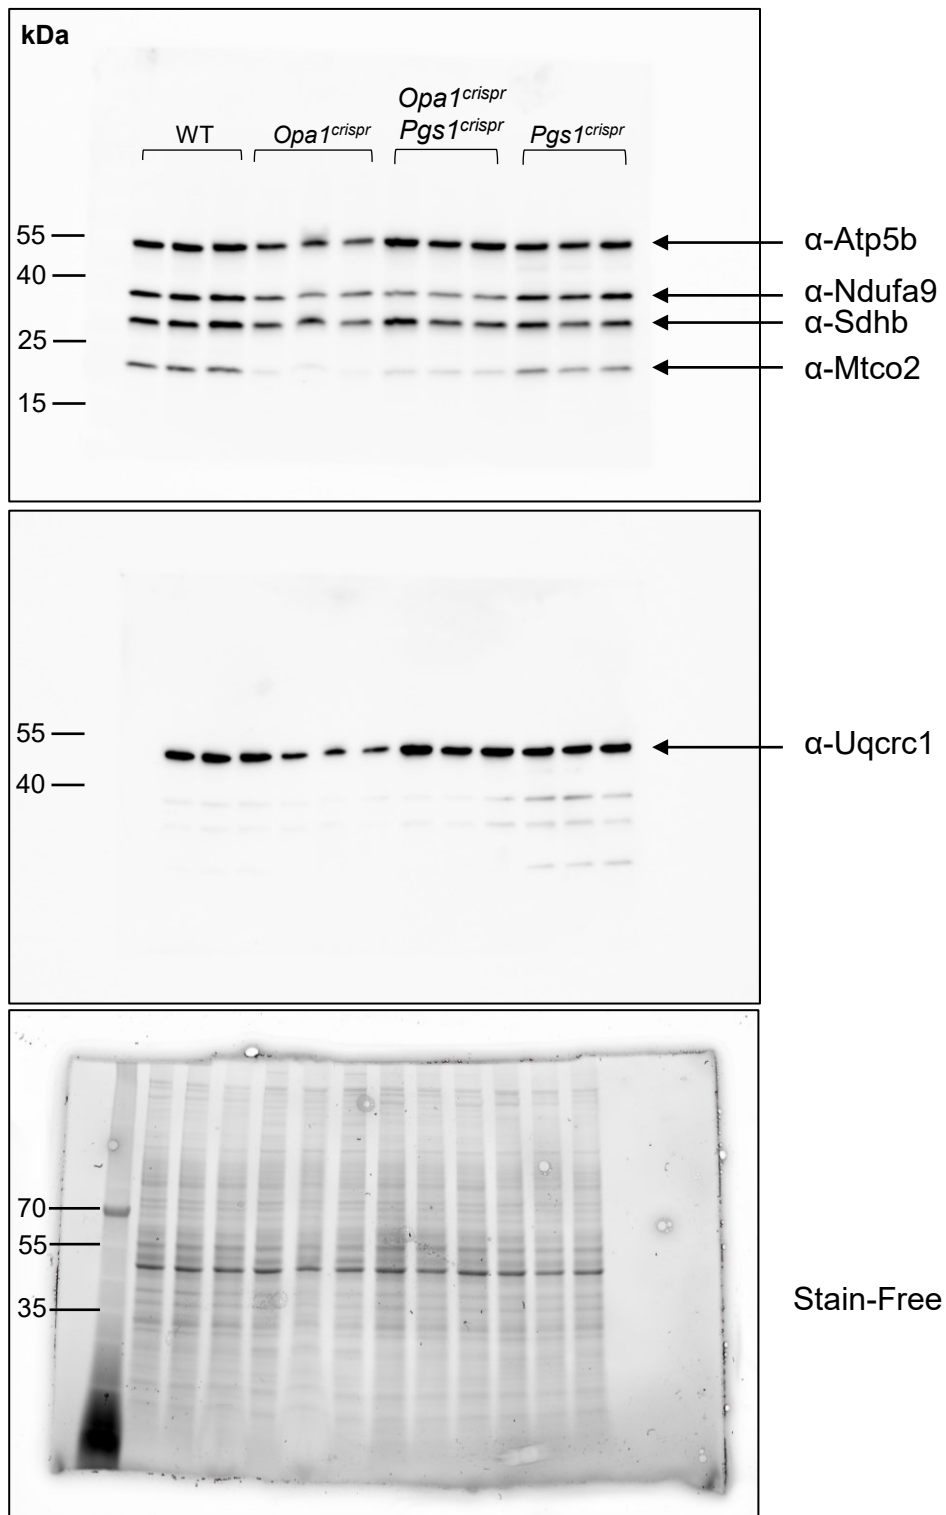 kDa
Opa1crispr
WT Opa1crispr Pgs1crispr Pgs1crispr
55 α-Atp5b
40
α-Ndufa9
α-Sdhb
25
α-Mtco2
15
55 α-Uqcrc1
40
70
55
35 Stain-Free